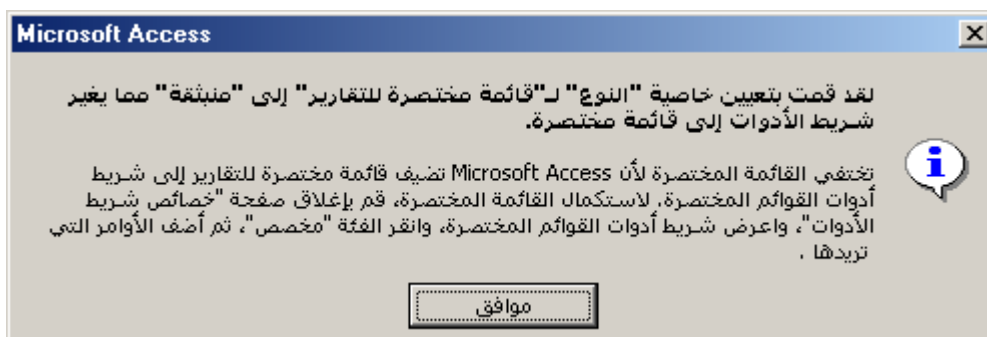 Microsoft Access
لقد قمت بتعيين خاصية "النوع" لـ"قائمة مختصرة للتقارير" إلى "منبثقة" مما يغير
شريط الأدوات إلى قائمة مختصرة.
تختفي القائمة المختصرة لأن Microsoft Access تضيف قائمة مختصرة للتقارير إلى شريط
أدوات القوائم المختصرة. لاستكمال القائمة المختصرة، قم بإغلاق صفحة "خصائص شريط
الأدوات"، واعرض شريط أدوات القوائم المختصرة، وانقر الفئة "مخصص"، ثم أضف الأوامر التي
تريدها .
موافق